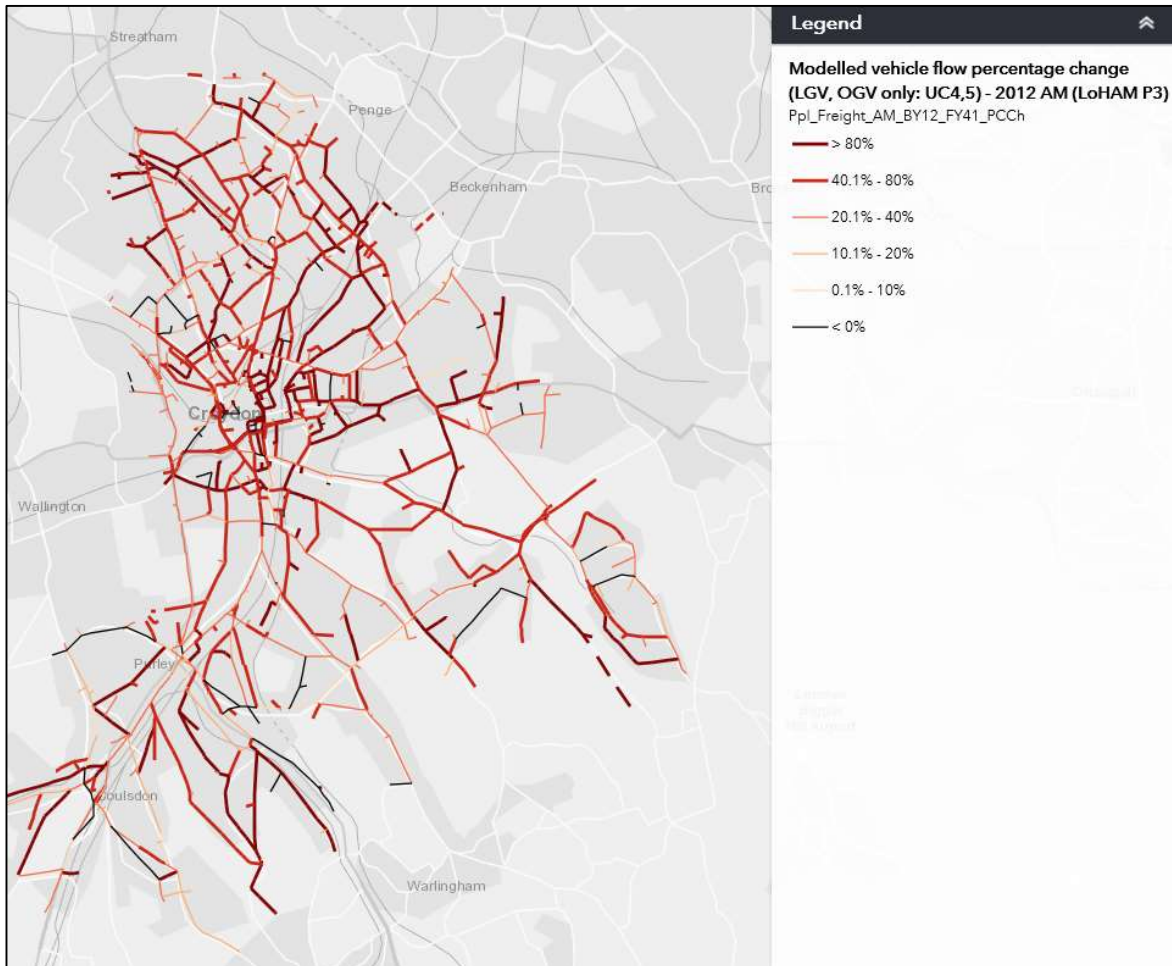 Legend
Modelled vehicle flow percentage change
(LGV, OGV only: UC4,5) - 2012 AM (LoHAM P3)
Ppl_Freight_AM_BY12_FY41_PCCh
> 80%
40.1% - 80%
20.1% - 40%
10.1% - 20%
0.1% - 10%
< 0%
Streatham
Penge
Beckenham
Bro
Croydon
Wallington
Purley
Coulsdon
Warlingham